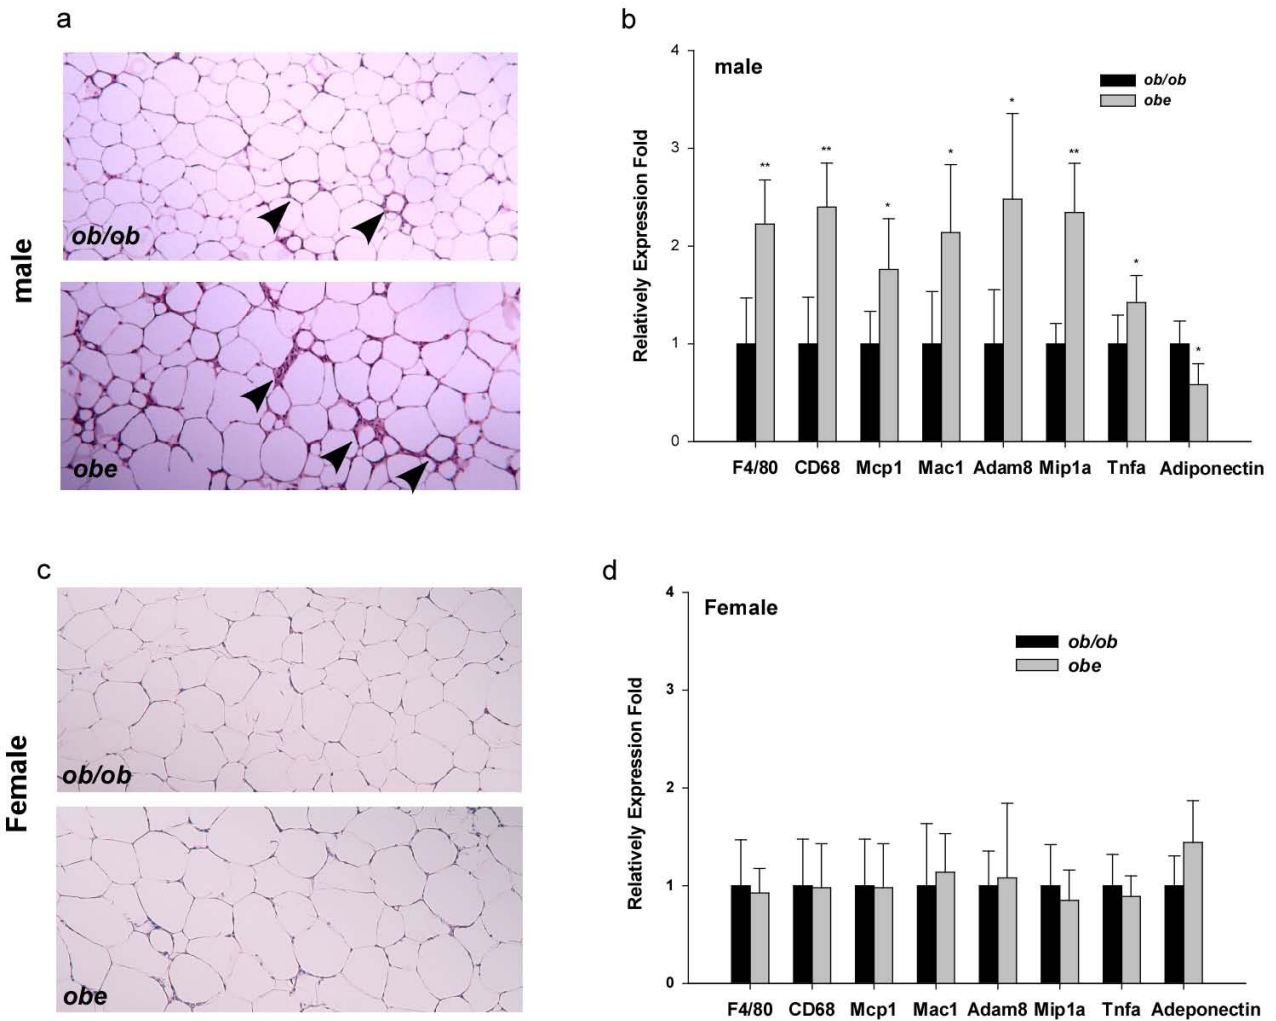 a
ob/ob
obe
male
b
4
3
2
1
0
male
ob/ob
obe
Relatively Expression Fold
** ** * * * ** * *
F4/80 CD68 Mcp1 Mac1 Adam8 Mip1a Tnfa Adiponectin
c
ob/ob
obe
Female
d
4
3
2
1
0
Female
ob/ob
obe
Relatively Expression Fold
F4/80 CD68 Mcp1 Mac1 Adam8 Mip1a Tnfa Adeponectin